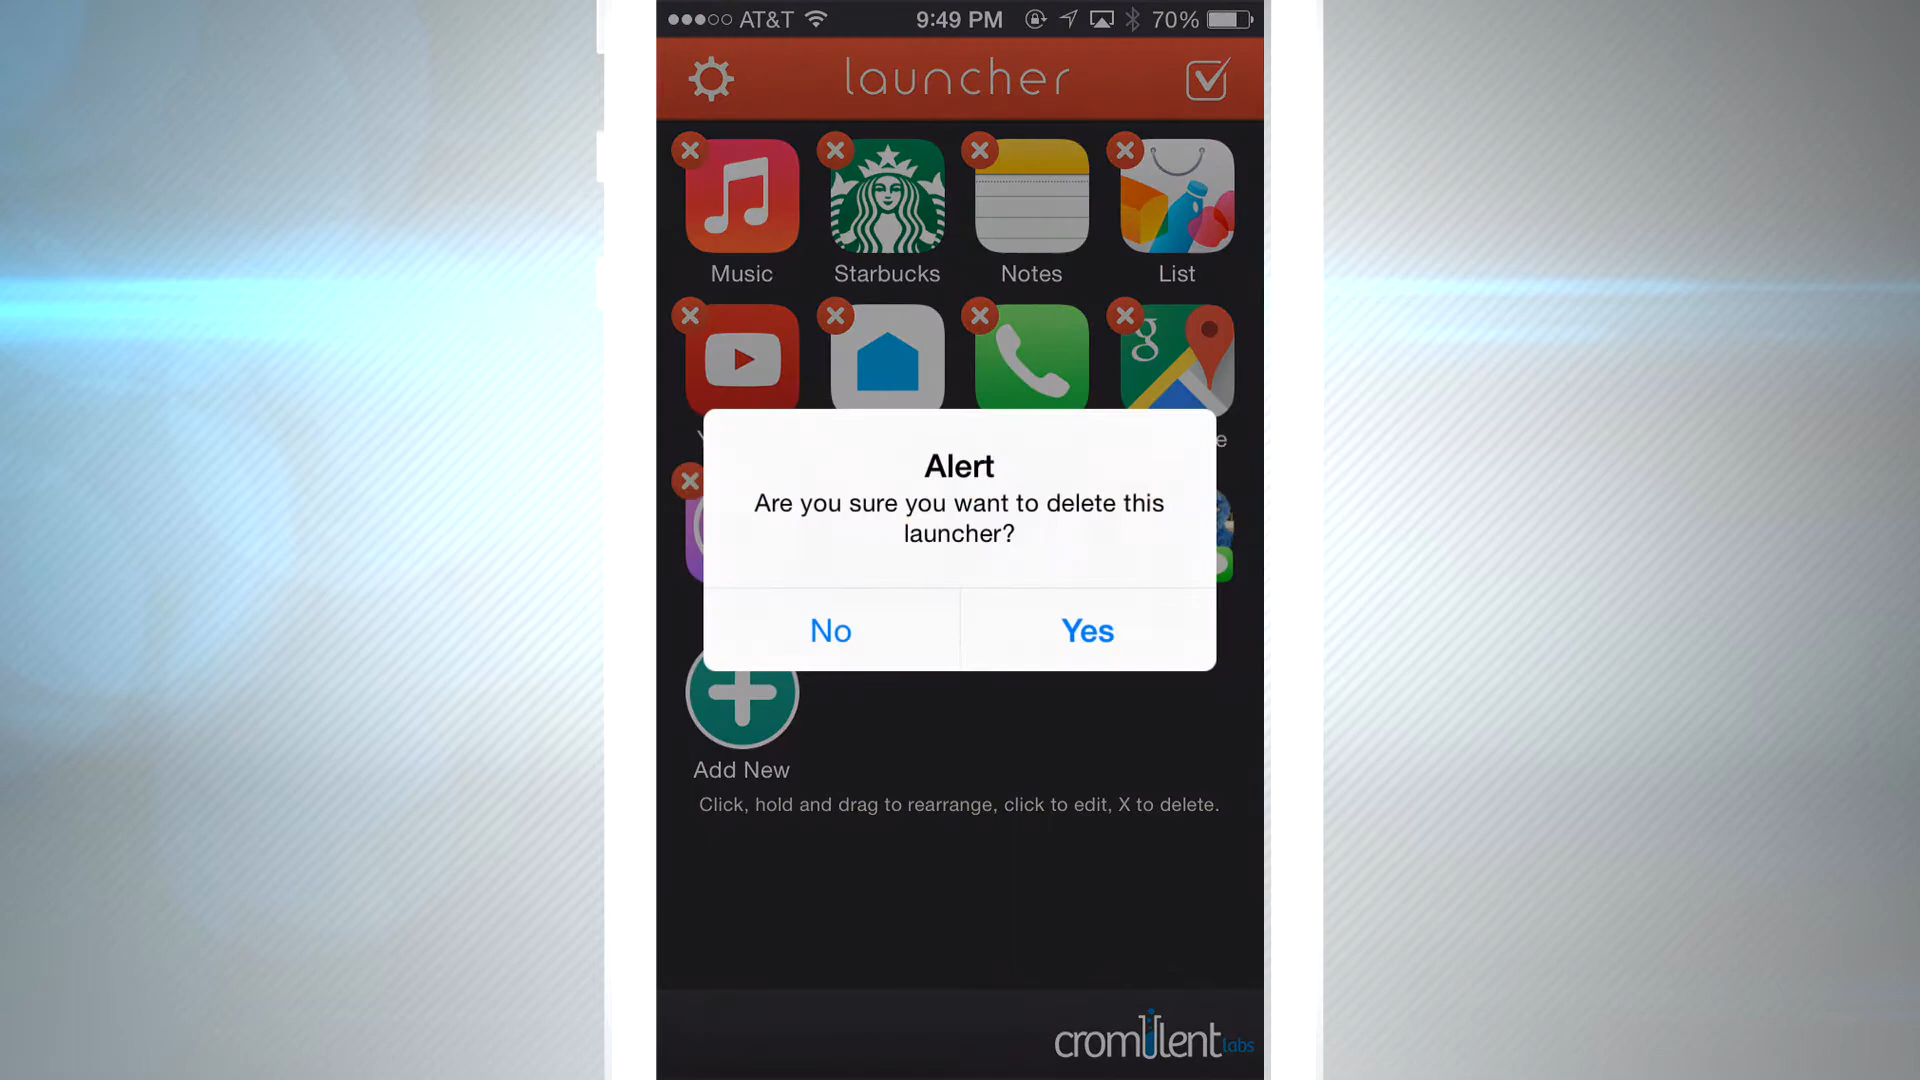 AT&T 9:49 PM 70%
launcher
Music Starbucks Notes List
g
Alert
Are you sure you want to delete this
launcher?
No Yes
Add New
Click, hold and drag to rearrange, click to edit, X to delete.
cromulent labs